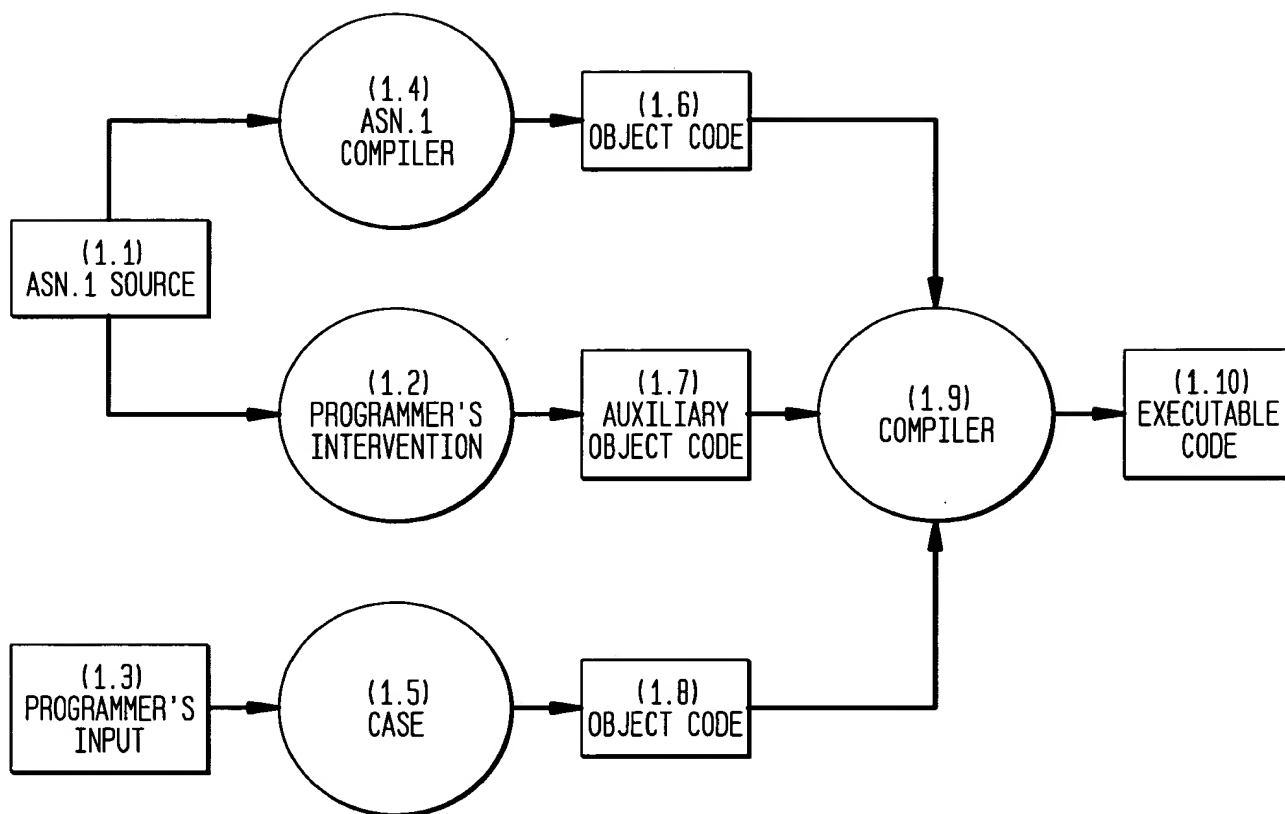 (1.4)
ASN.1
COMPILER
(1.6)
OBJECT CODE
(1.1)
ASN.1 SOURCE
(1.2)
PROGRAMMER'S
INTERVENTION
(1.7)
AUXILIARY
OBJECT CODE
(1.9)
COMPILER
(1.10)
EXECUTABLE
CODE
(1.3)
PROGRAMMER'S
INPUT
(1.5)
CASE
(1.8)
OBJECT CODE